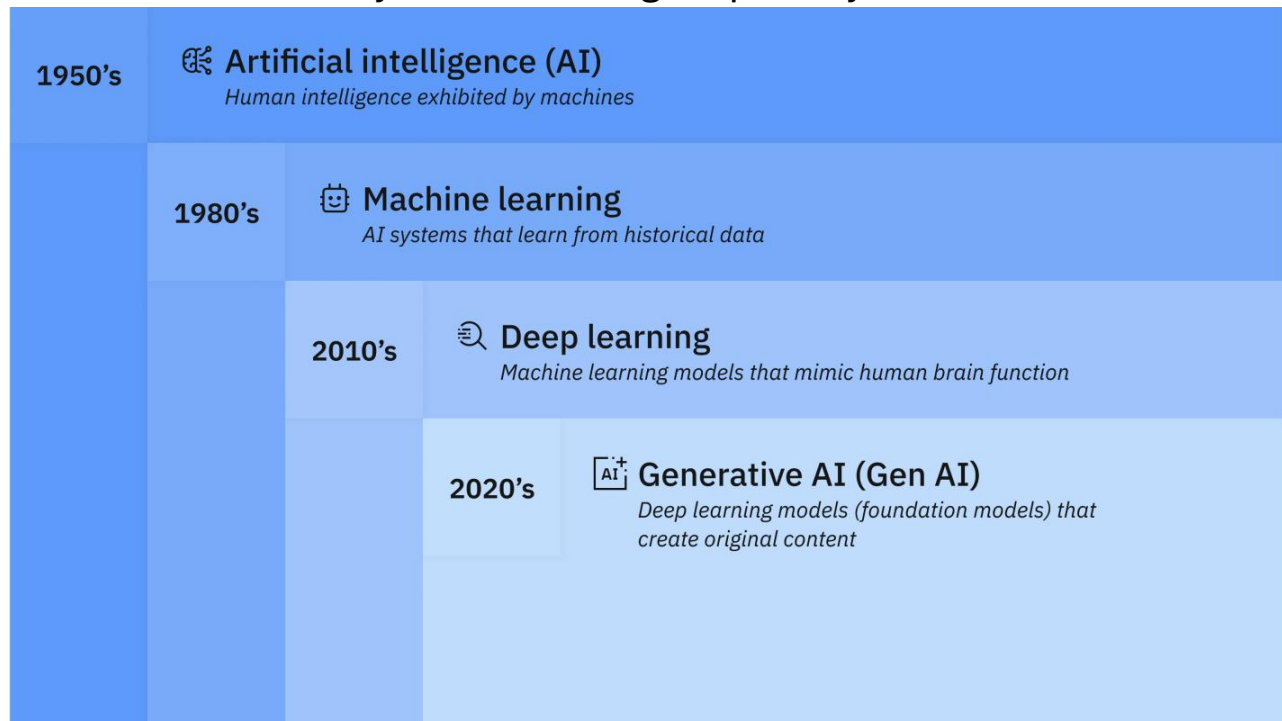 1950’s
Artificial intelligence (AI)
Human intelligence exhibited by machines
1980’s
Machine learning
AI systems that learn from historical data
2010’s
Deep learning
Machine learning models that mimic human brain function
2020’s
AI
Generative AI (Gen AI)
Deep learning models (foundation models) that
create original content